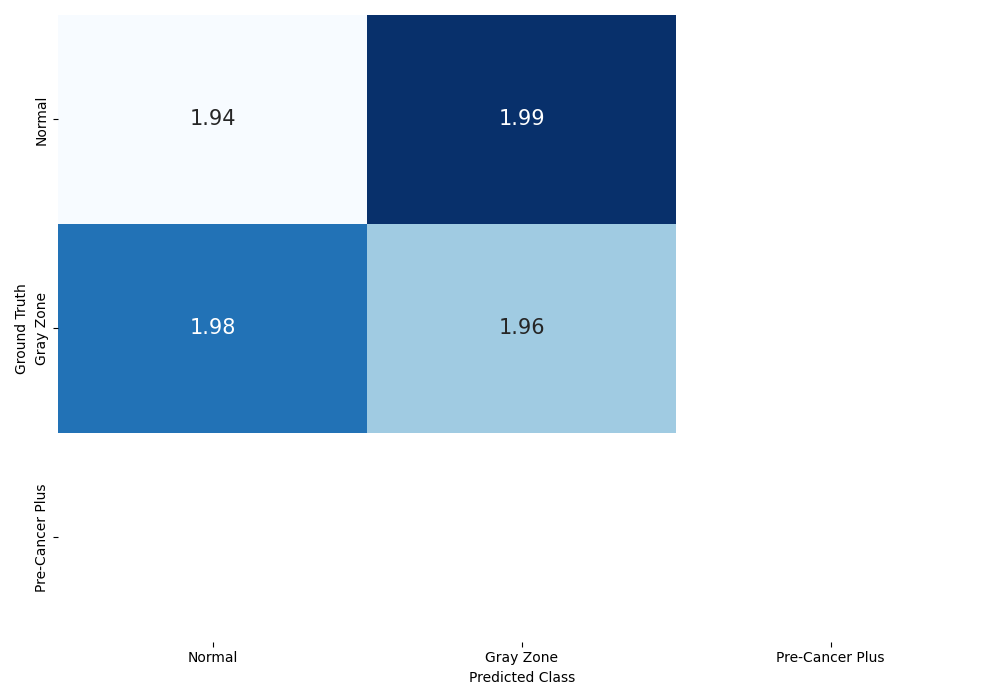 Normal
1.94
1.99
Ground Truth
Gray Zone
1.98
1.96
Pre-Cancer Plus
Normal
Gray Zone
Pre-Cancer Plus
Predicted Class